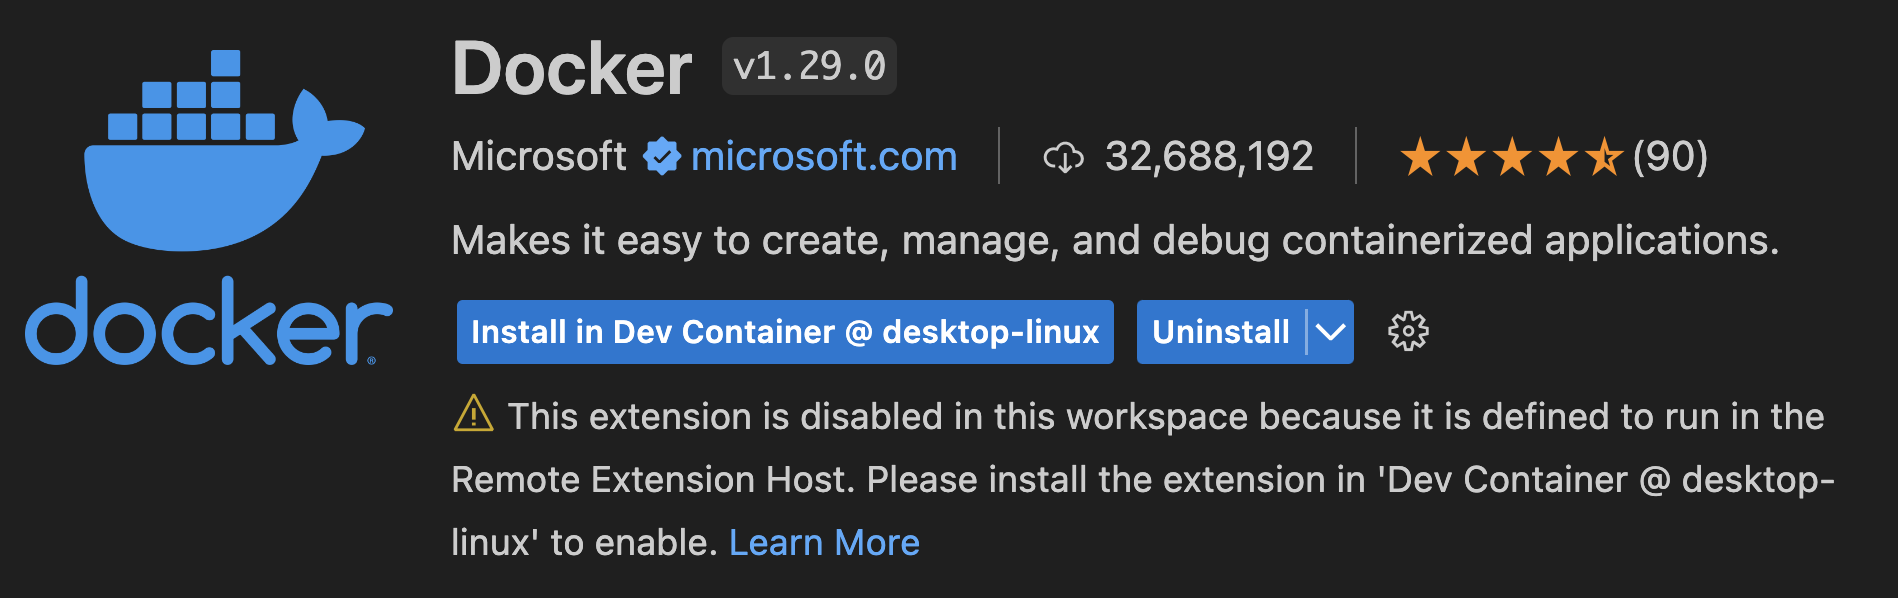 Docker v1.29.0
Microsoft microsoft.com 32,688,192 (90)
Makes it easy to create, manage, and debug containerized applications.
docker®
Install in Dev Container @ desktop-linux Uninstall
This extension is disabled in this workspace because it is defined to run in the
Remote Extension Host. Please install the extension in 'Dev Container @ desktop-
linux' to enable. Learn More